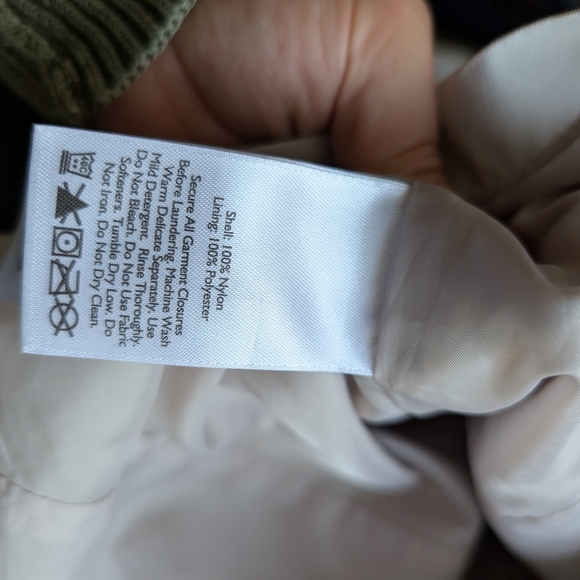 Shell: 100% Nylon
Lining: 100% Polyester
Secure All Garment Closures
Before Laundering. Machine Wash
Warm Delicate Separately. Use
Mild Detergent. Rinse Thoroughly.
Do Not Bleach. Do Not Use Fabric
Softeners. Tumble Dry Low. Do
Not Iron. Do Not Dry Clean.
40C